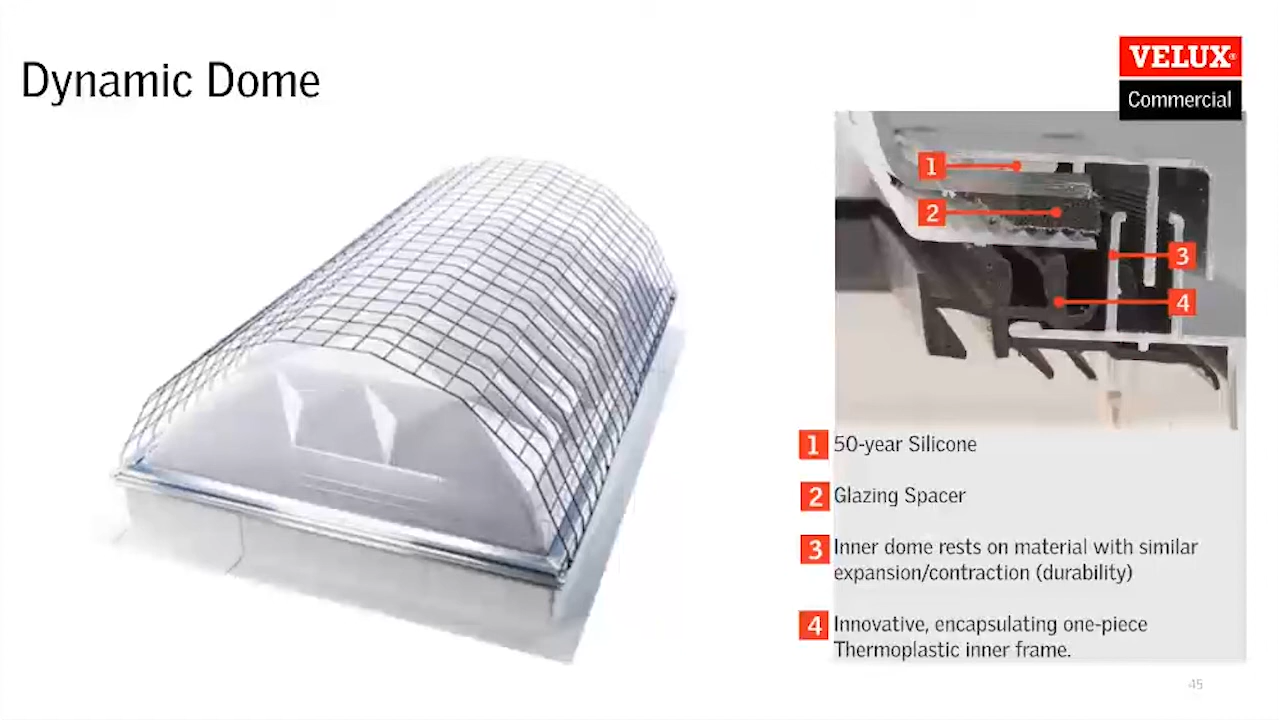 Dynamic Dome
VELUX®
Commercial
1
2
3
4
1 50-year Silicone
2 Glazing Spacer
3 Inner dome rests on material with similar
expansion/contraction (durability)
4 Innovative, encapsulating one-piece
Thermoplastic inner frame.
45